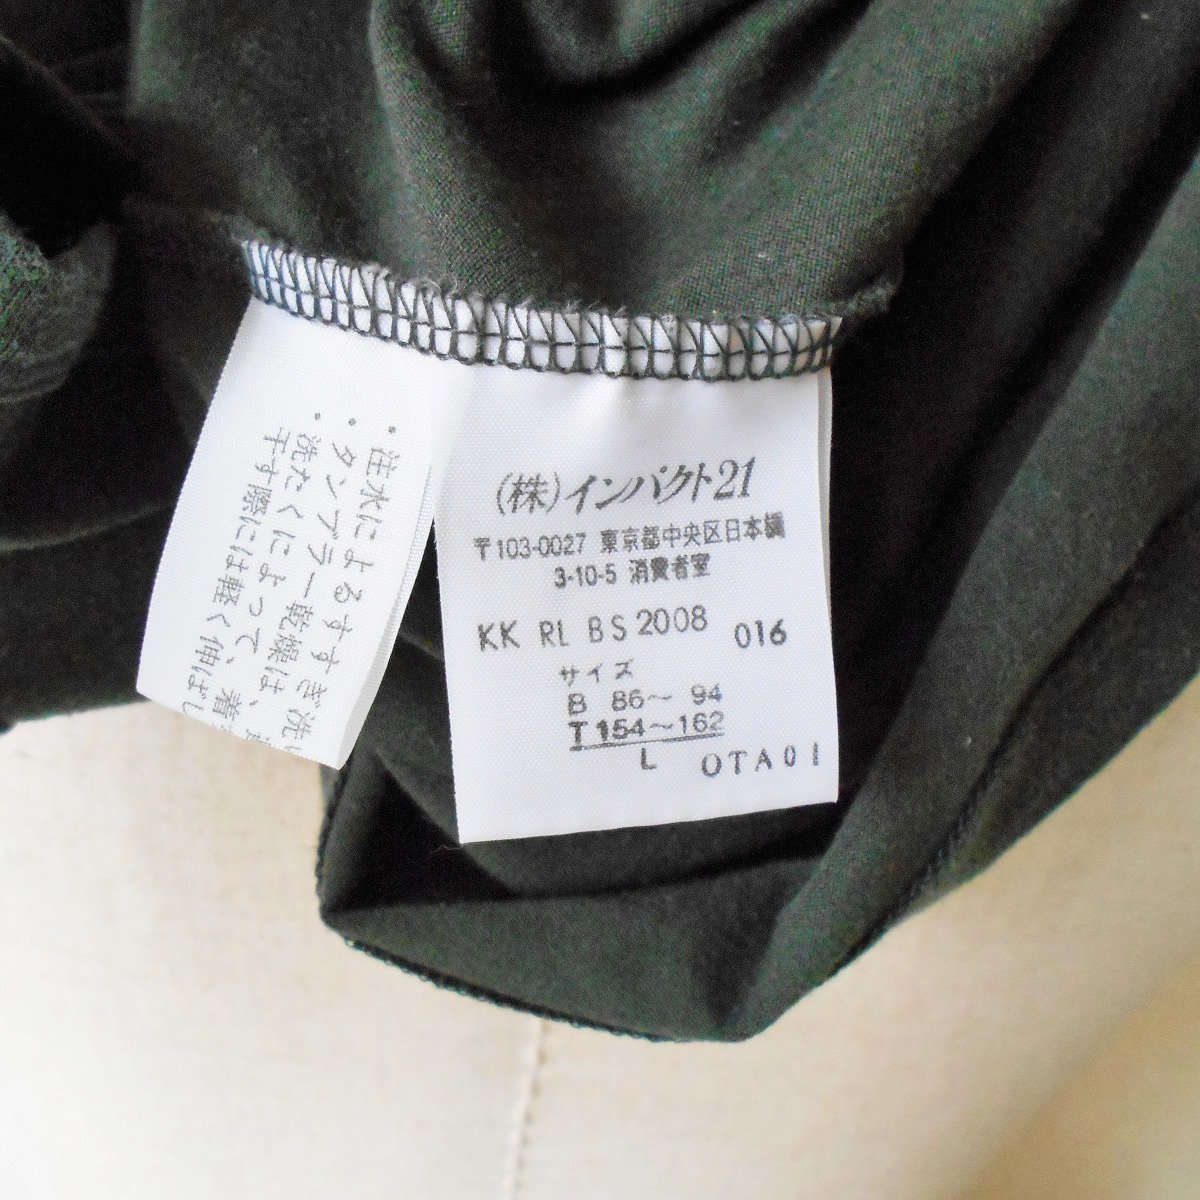 ・注水によるすすぎ洗い
・タンブラー乾燥は、
・洗たくによって、着
干す際には軽く伸ばし
(株)インパクト21
〒103-0027 東京都中央区日本橋
3-10-5 消費者室
KK RL BS2008 016
サイズ
B 86～ 94
T154～162
L OTA01